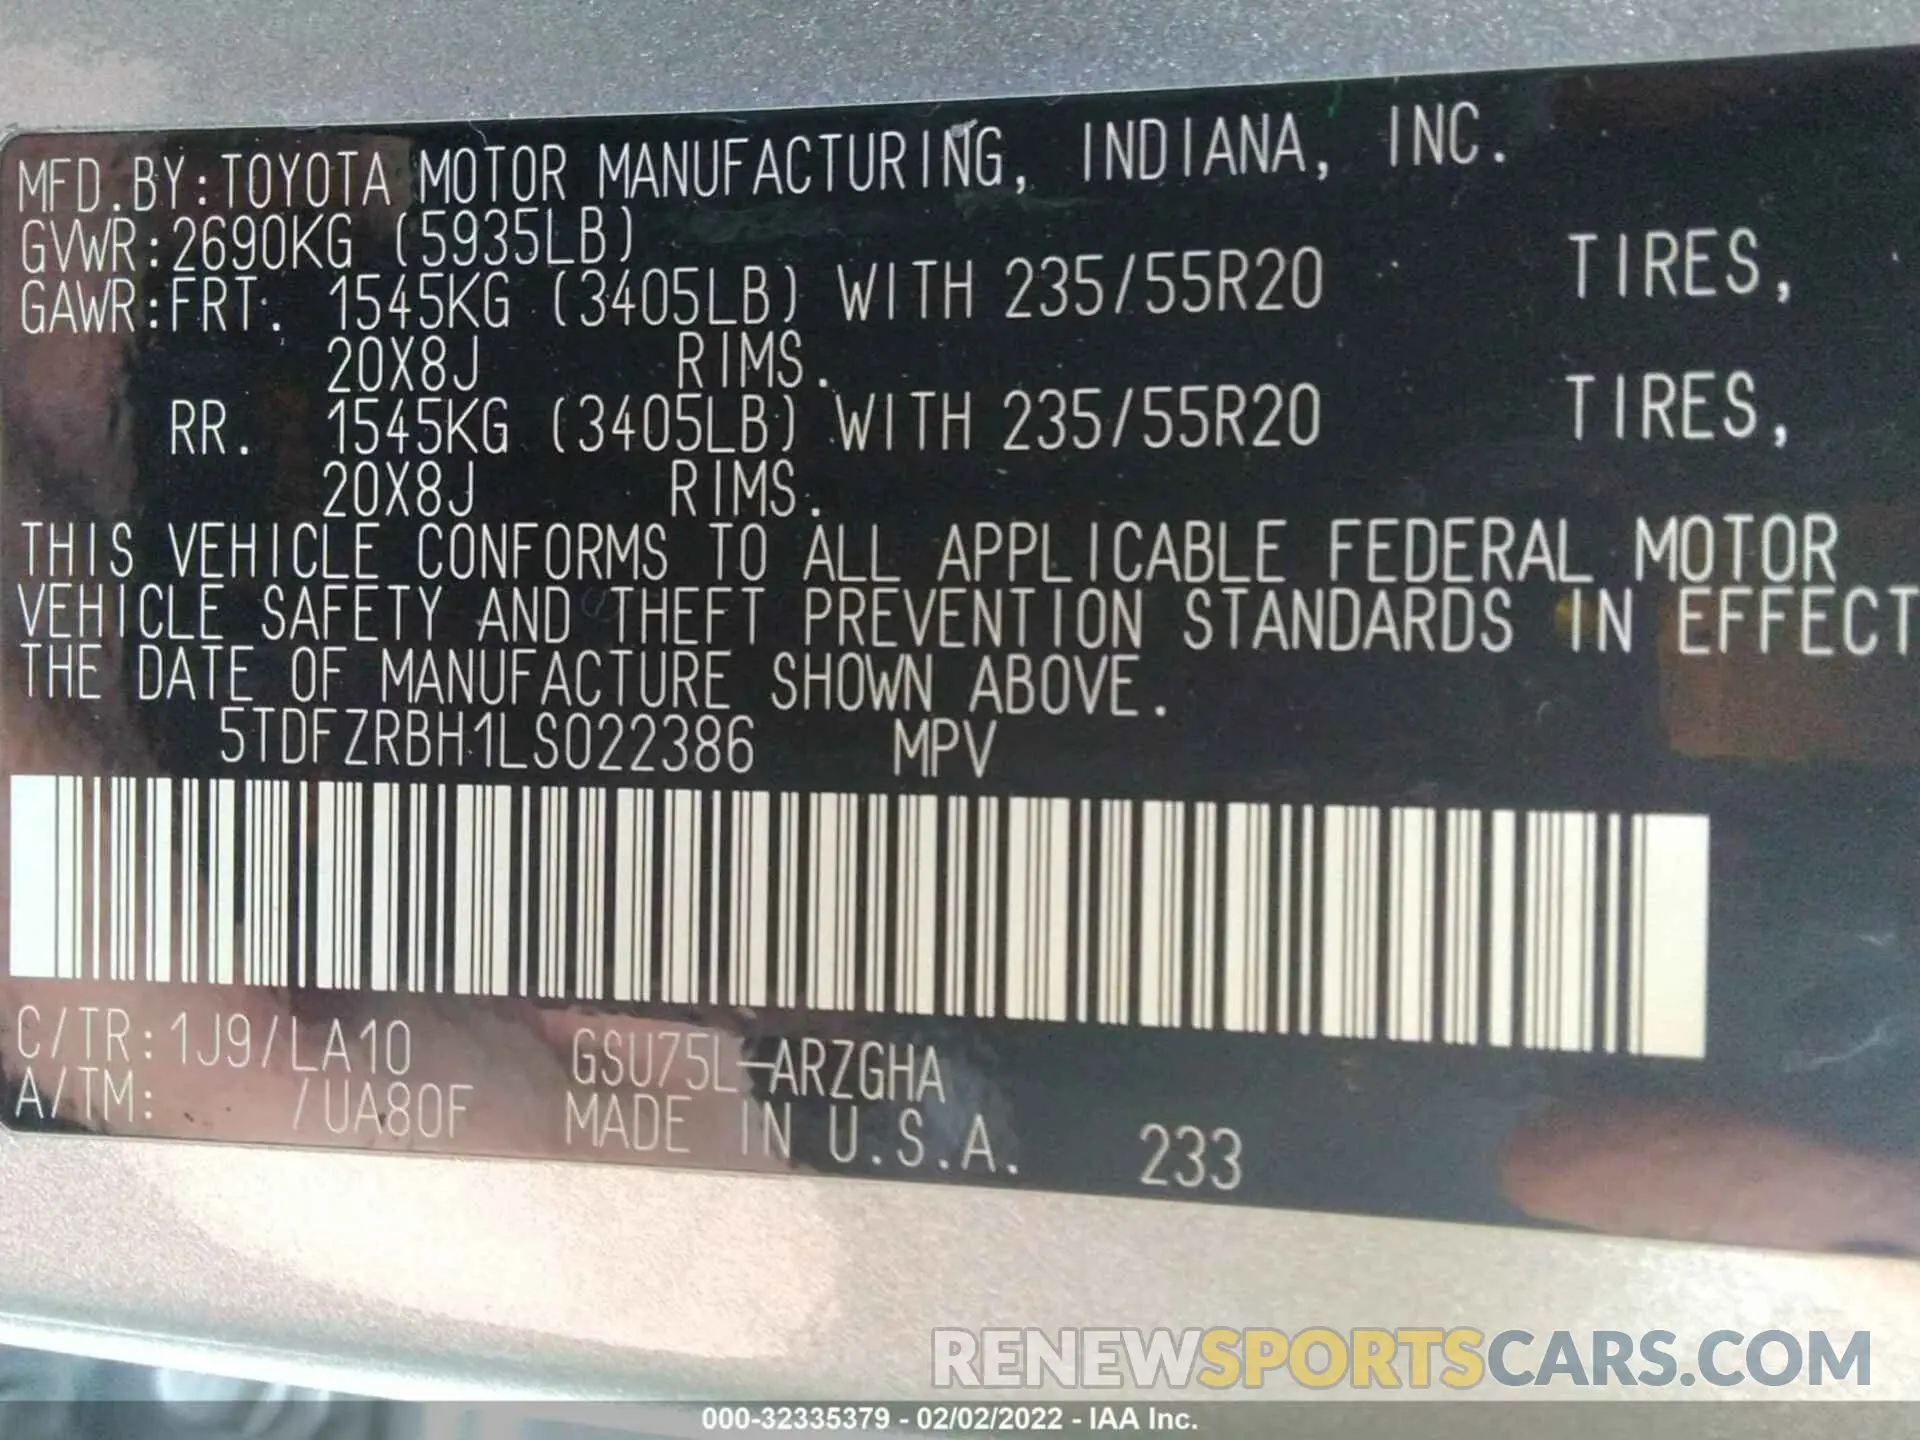 MFD.BY:TOYOTA MOTOR MANUFACTURING, INDIANA, INC.
GVWR:2690KG (5935LB)
GAWR:FRT. 1545KG (3405LB) WITH 235/55R20 TIRES,
20X8J RIMS.
RR. 1545KG (3405LB) WITH 235/55R20 TIRES,
20X8J RIMS.
THIS VEHICLE CONFORMS TO ALL APPLICABLE FEDERAL MOTOR
VEHICLE SAFETY AND THEFT PREVENTION STANDARDS IN EFFECT
THE DATE OF MANUFACTURE SHOWN ABOVE.
5TDFZRBH1LS022386 MPV
C/TR:1J9/LA10 GSU75L-ARZGHA
A/TM: /UA80F MADE IN U.S.A. 233
RENEWSPORTSCARS.COM
000-32335379 - 02/02/2022 - IAA Inc.